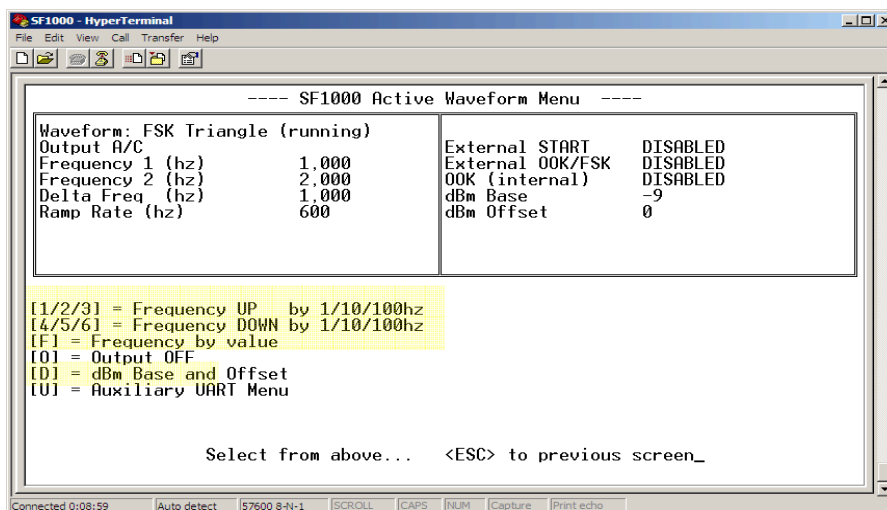 SF1000 - HyperTerminal
File Edit View Call Transfer Help
---- SF1000 Active Waveform Menu ----
Waveform: FSK Triangle (running)
Output A/C
Frequency 1 (hz) 1,000
Frequency 2 (hz) 2,000
Delta Freq (hz) 1,000
Ramp Rate (hz) 600
External START DISABLED
External OOK/FSK DISABLED
OOK (internal) DISABLED
dBm Base -9
dBm Offset 0
[1/2/3] = Frequency UP by 1/10/100hz
[4/5/6] = Frequency DOWN by 1/10/100hz
[F] = Frequency by value
[O] = Output OFF
[D] = dBm Base and Offset
[U] = Auxiliary UART Menu
Select from above... <ESC> to previous screen_
Connected 0:08:59 Auto detect 57600 8-N-1 SCROLL CAPS NUM Capture Print echo